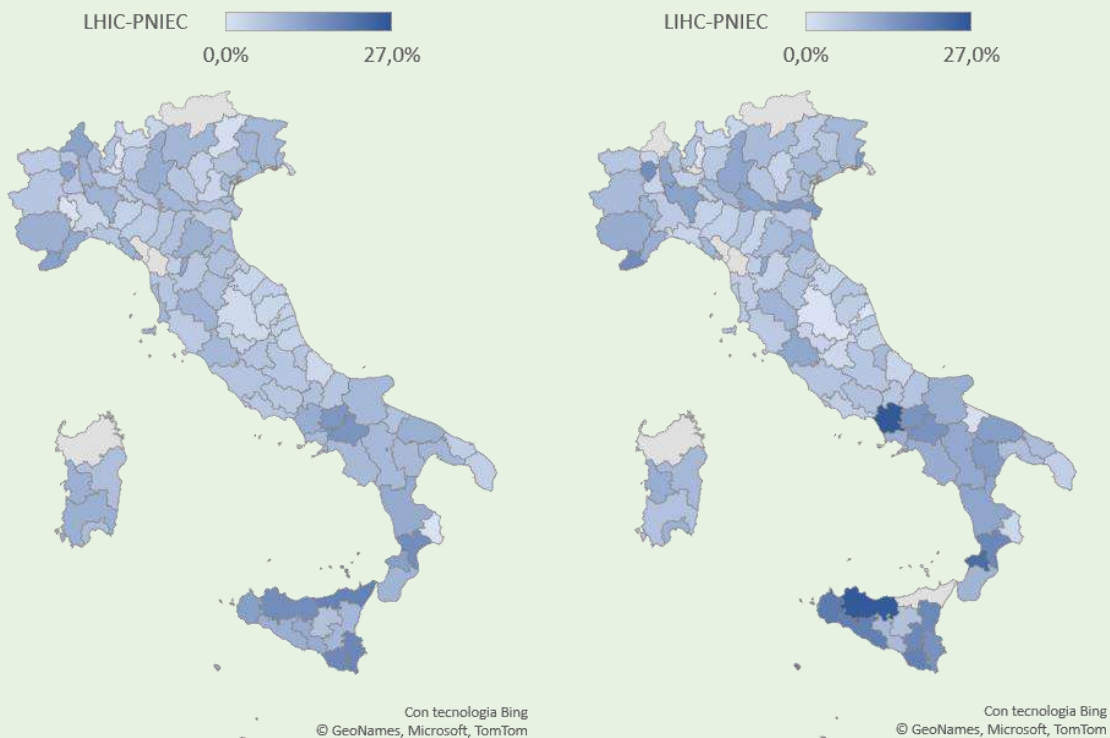 LHIC-PNIEC
0,0% 27,0%
LIHC-PNIEC
0,0% 27,0%
Con tecnologia Bing
© GeoNames, Microsoft, TomTom
Con tecnologia Bing
© GeoNames, Microsoft, TomTom